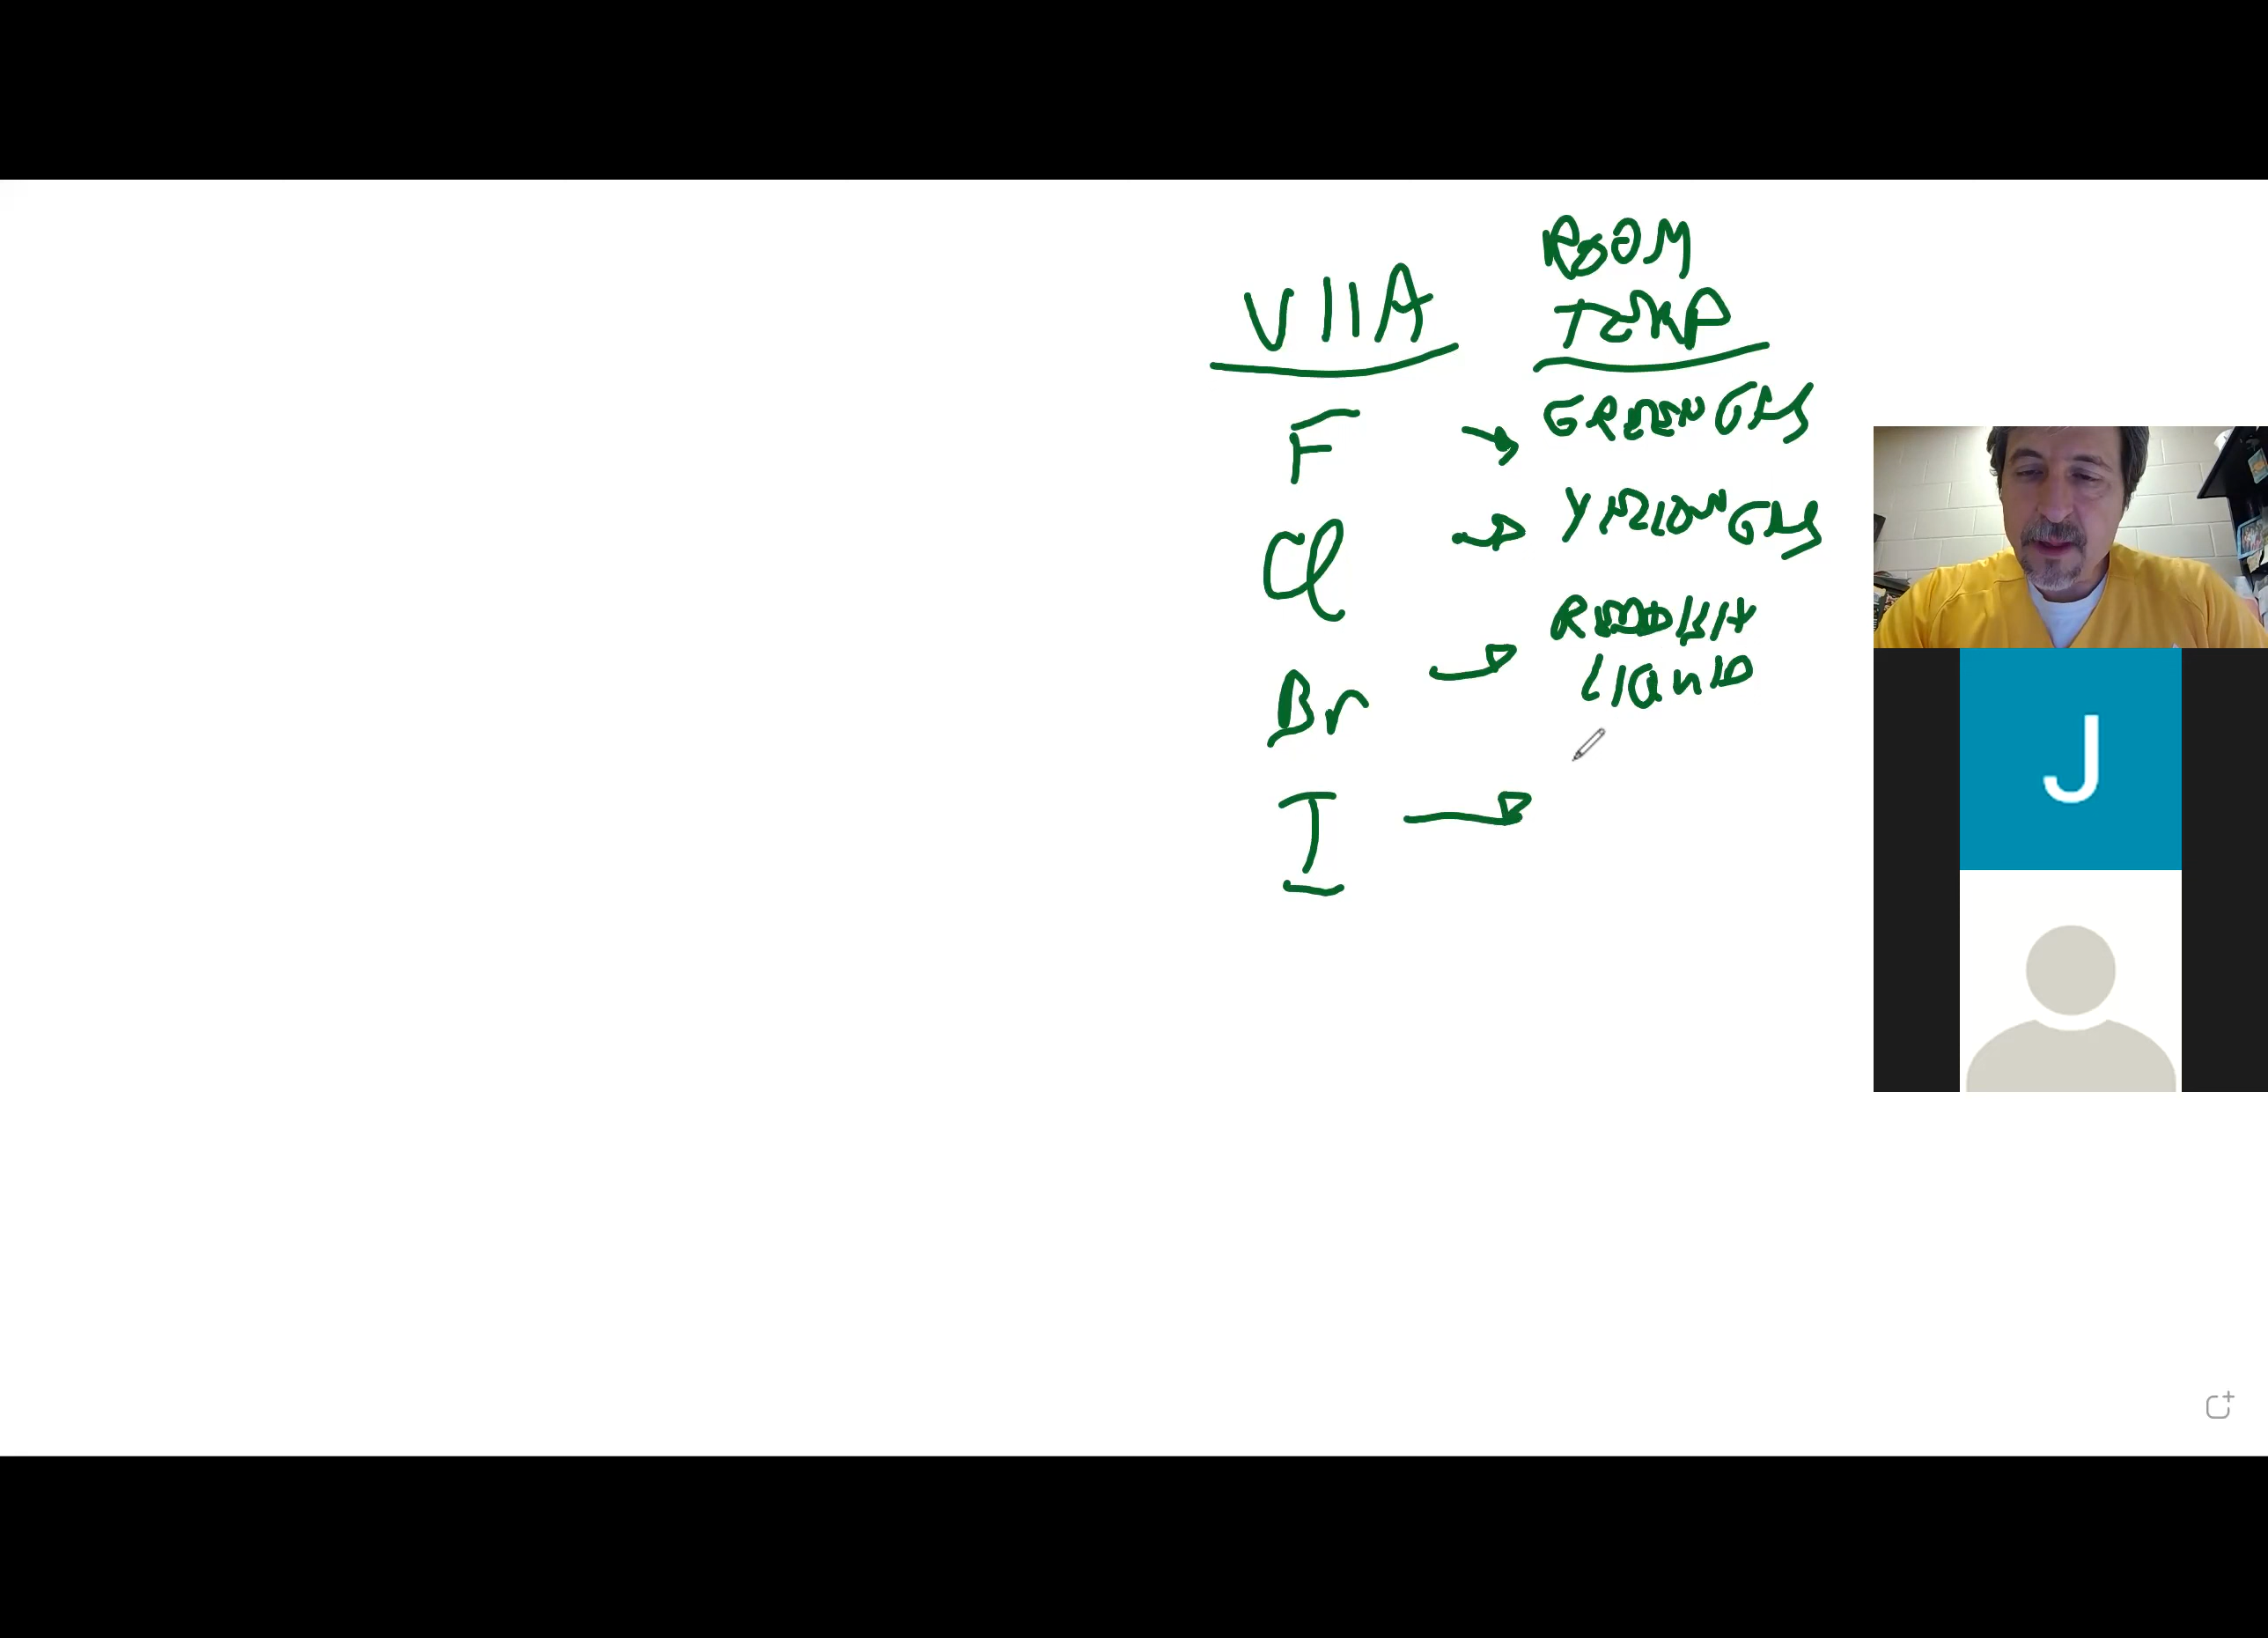 VIIA
ROOM
TEMP
F → GREEN GAS
Cl → YELLOW GAS
Br → REDDISH
LIQUID
I →
J